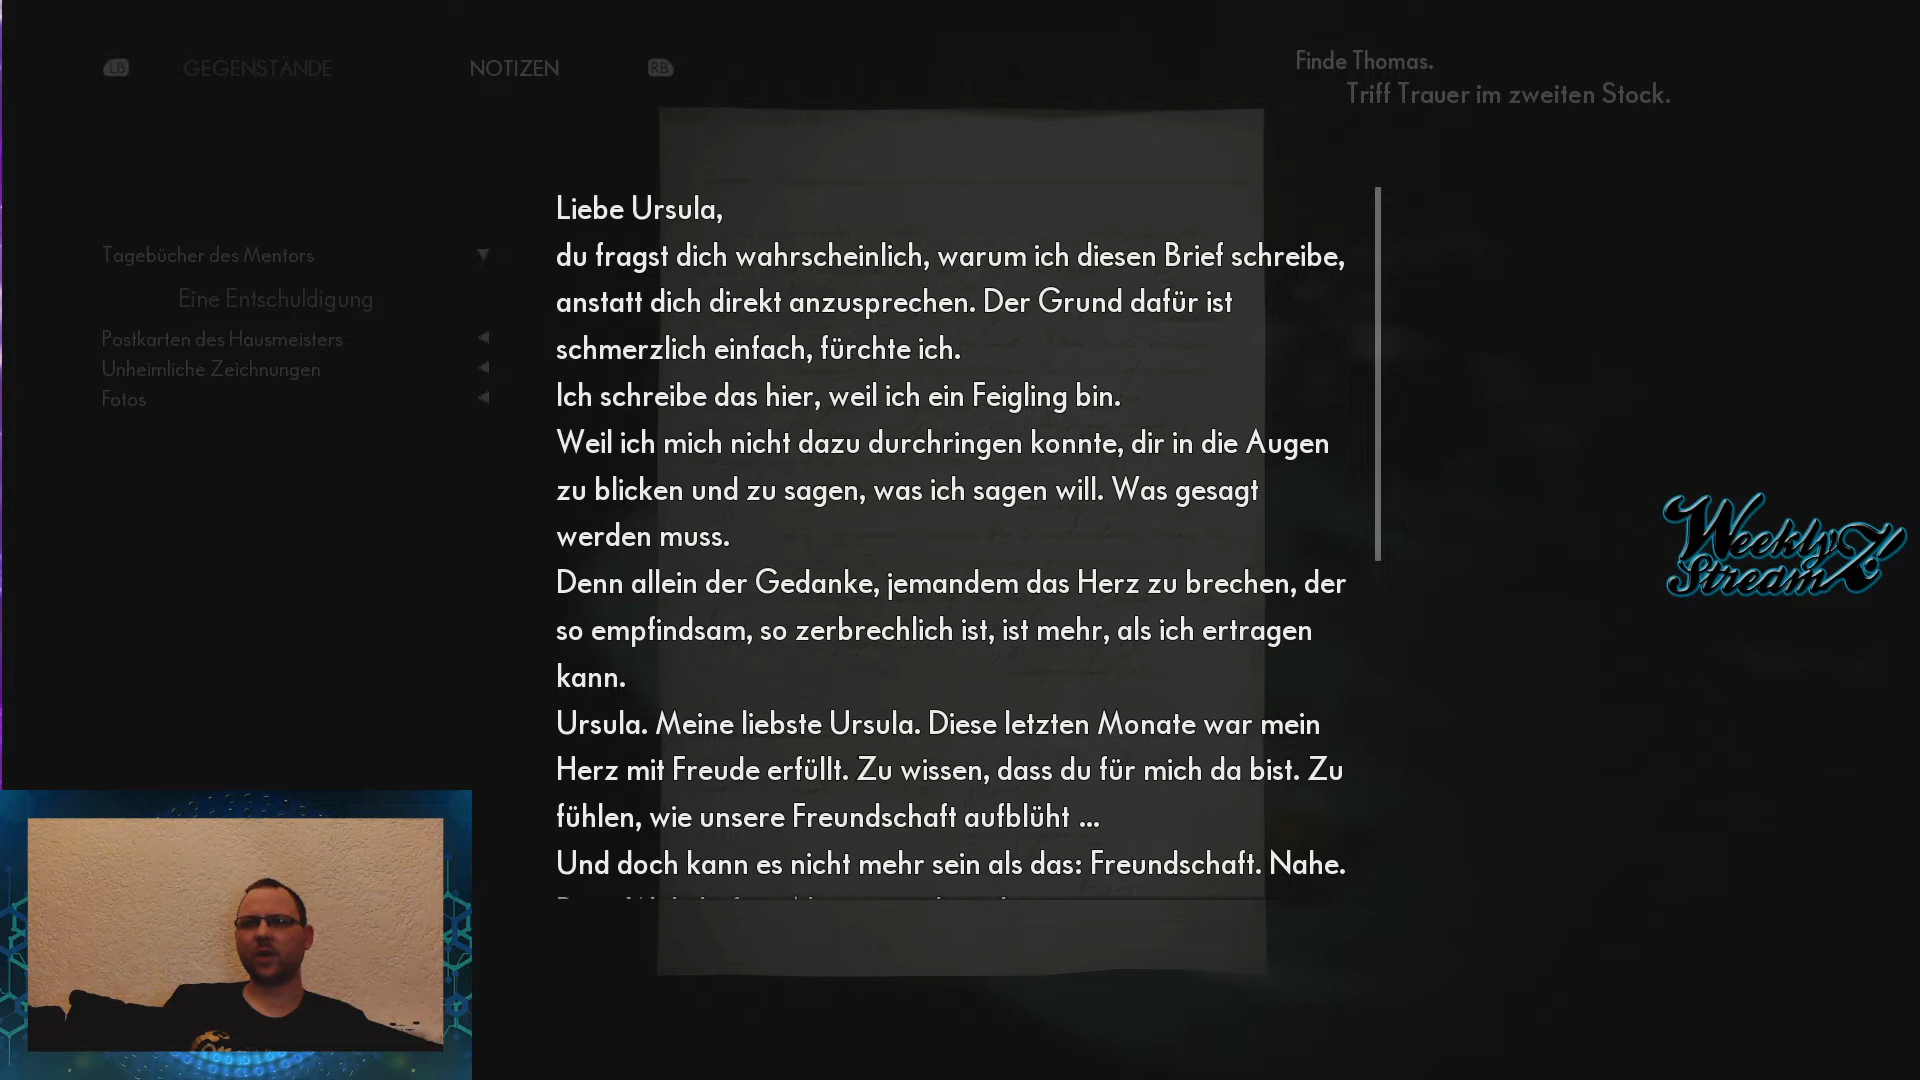 LB
GEGENSTÄNDE
NOTIZEN
RB
Finde Thomas.
Triff Trauer im zweiten Stock.
Tagebücher des Mentors
Eine Entschuldigung
Postkarten des Hausmeisters
Unheimliche Zeichnungen
Fotos
Liebe Ursula,
du fragst dich wahrscheinlich, warum ich diesen Brief schreibe,
anstatt dich direkt anzusprechen. Der Grund dafür ist
schmerzlich einfach, fürchte ich.
Ich schreibe das hier, weil ich ein Feigling bin.
Weil ich mich nicht dazu durchringen konnte, dir in die Augen
zu blicken und zu sagen, was ich sagen will. Was gesagt
werden muss.
Denn allein der Gedanke, jemandem das Herz zu brechen, der
so empfindsam, so zerbrechlich ist, ist mehr, als ich ertragen
kann.
Ursula. Meine liebste Ursula. Diese letzten Monate war mein
Herz mit Freude erfüllt. Zu wissen, dass du für mich da bist. Zu
fühlen, wie unsere Freundschaft aufblüht ...
Und doch kann es nicht mehr sein als das: Freundschaft. Nahe.
Weekly
StreamZ